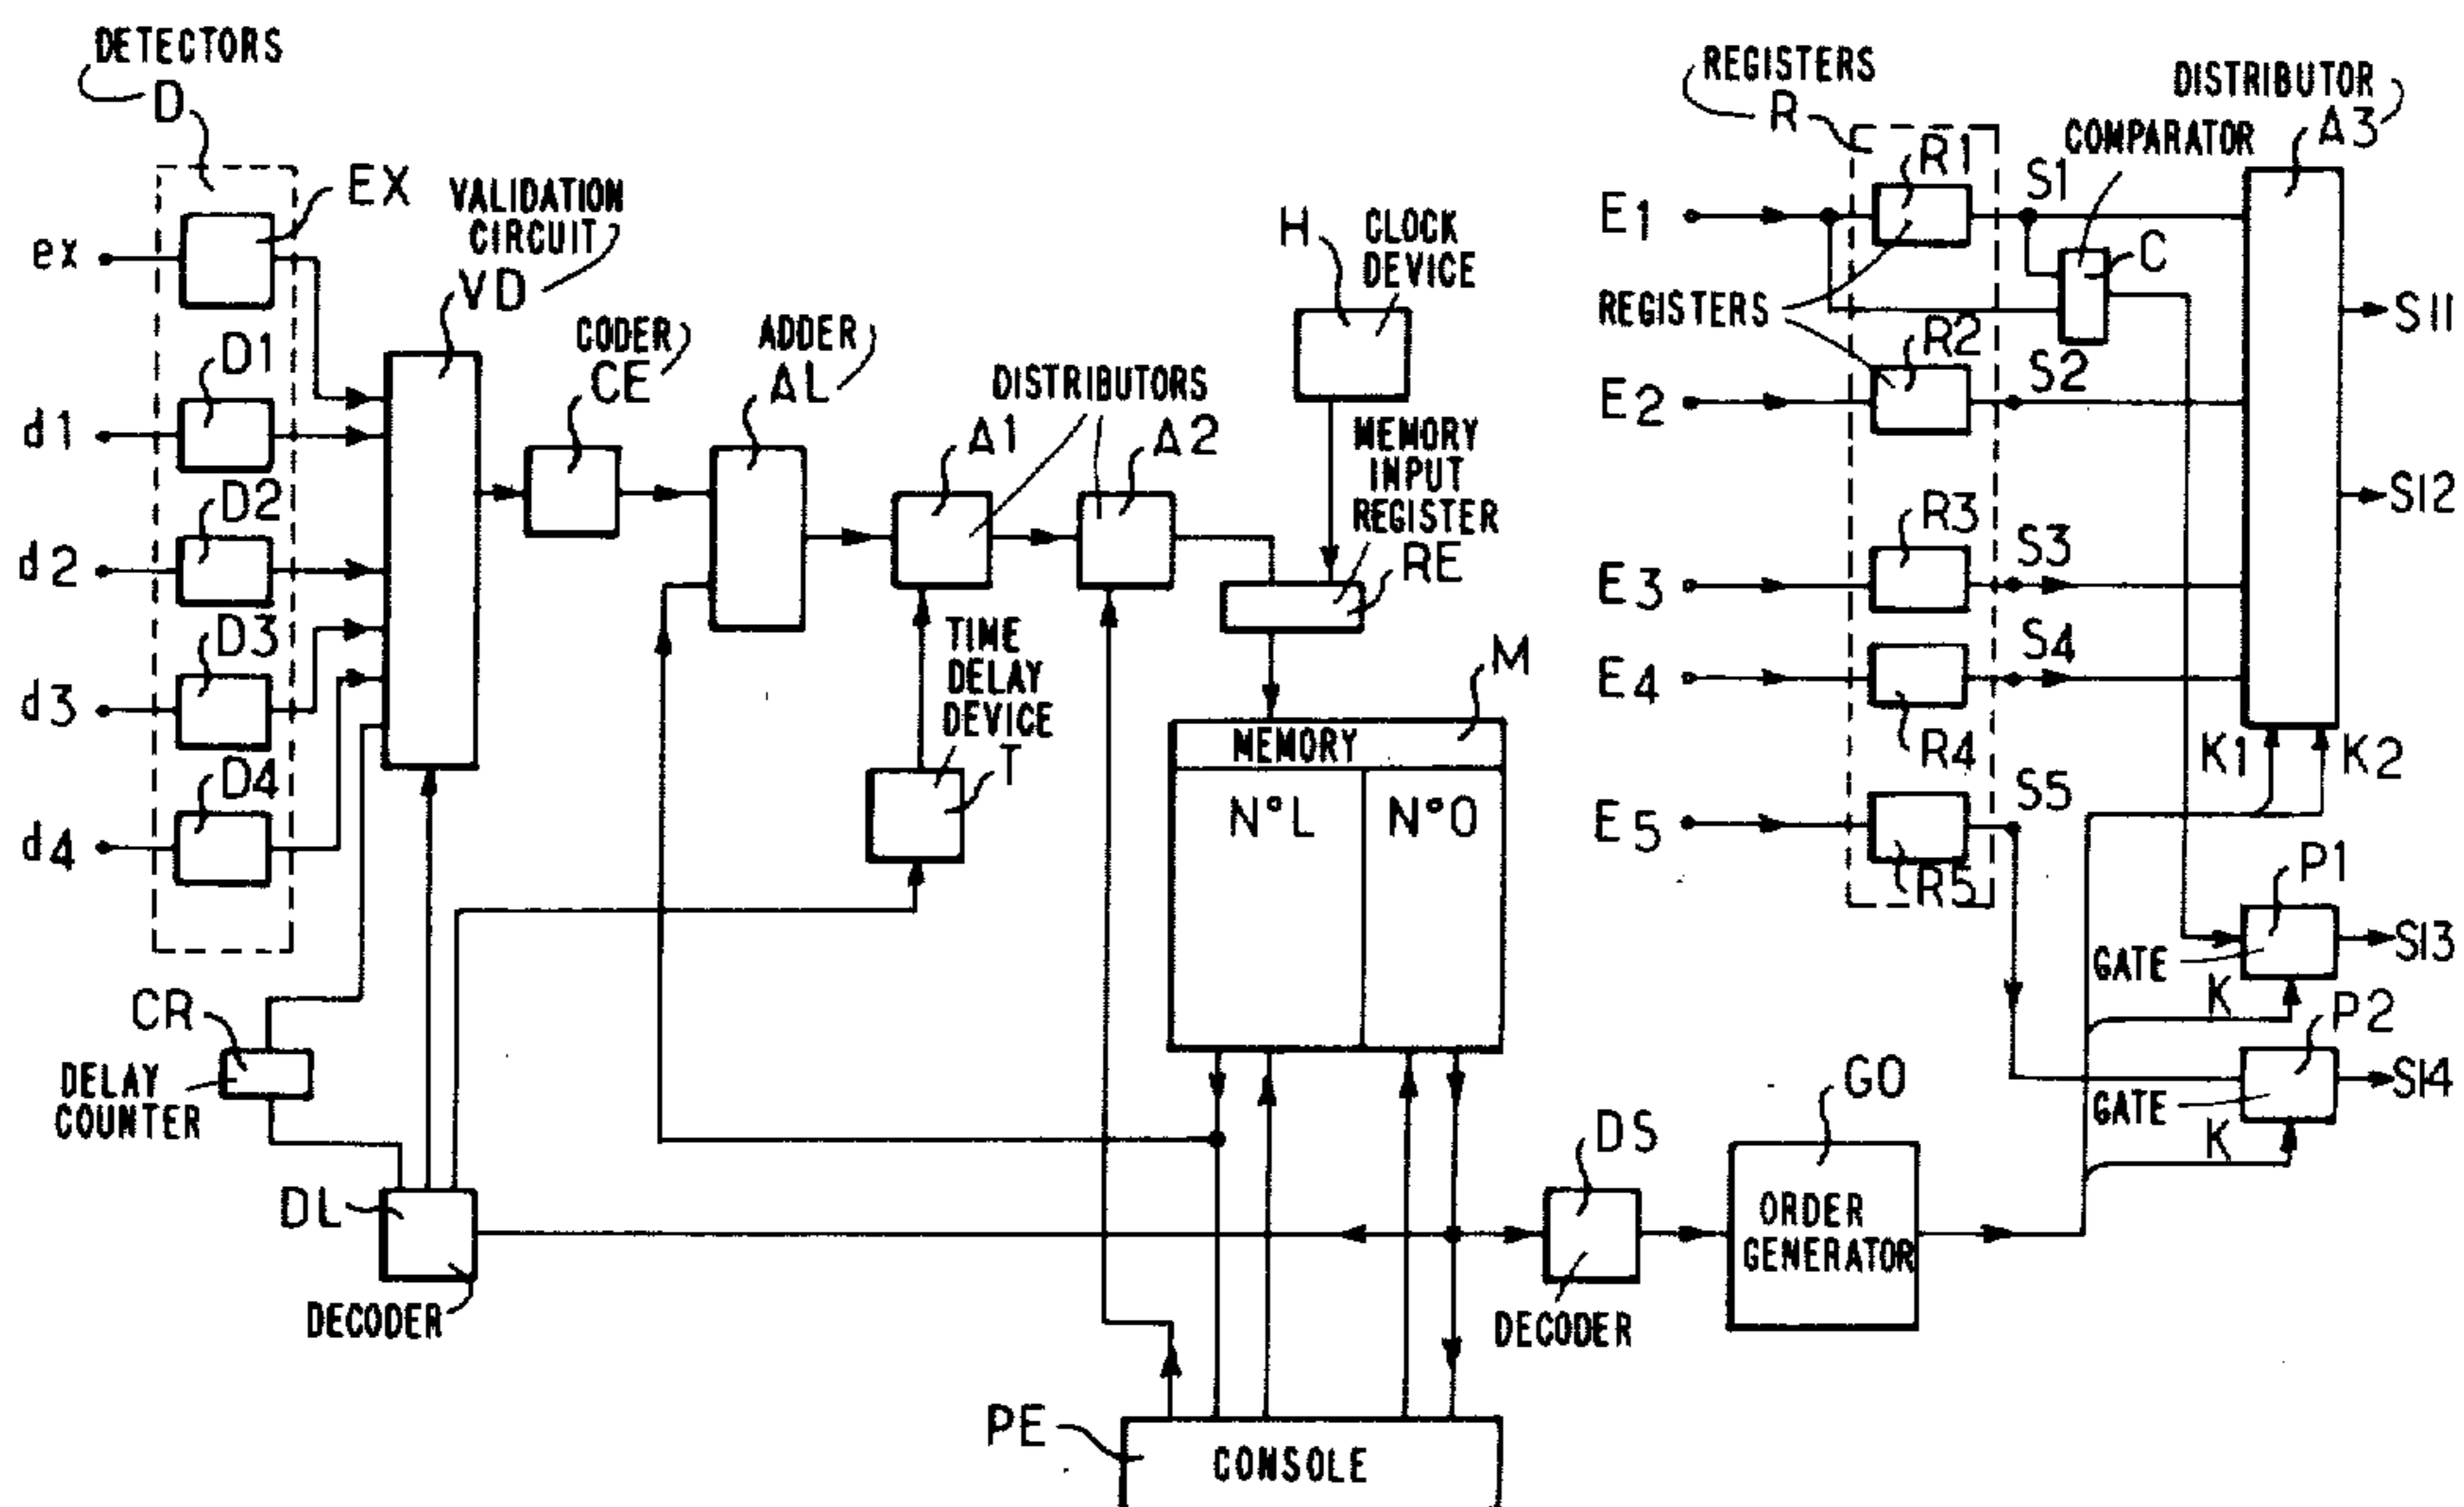 DETECTORS
D
EX
ex
VALIDATION
CIRCUIT
VD
D1
d1
D2
d2
D3
d3
D4
d4
CODER
CE
ADDER
AL
DISTRIBUTORS
A1
A2
H
CLOCK
DEVICE
MEMORY
INPUT
REGISTER
RE
TIME
DELAY
DEVICE
T
M
MEMORY
N°L
N°O
CR
DELAY
COUNTER
DL
DECODER
PE
CONSOLE
DS
DECODER
GO
ORDER
GENERATOR
REGISTERS
R
DISTRIBUTOR
A3
COMPARATOR
C
E1
R1
S1
REGISTERS
S11
E2
R2
S2
S12
E3
R3
S3
E4
R4
S4
E5
R5
S5
K1
K2
P1
GATE
S13
K
P2
GATE
S14
K